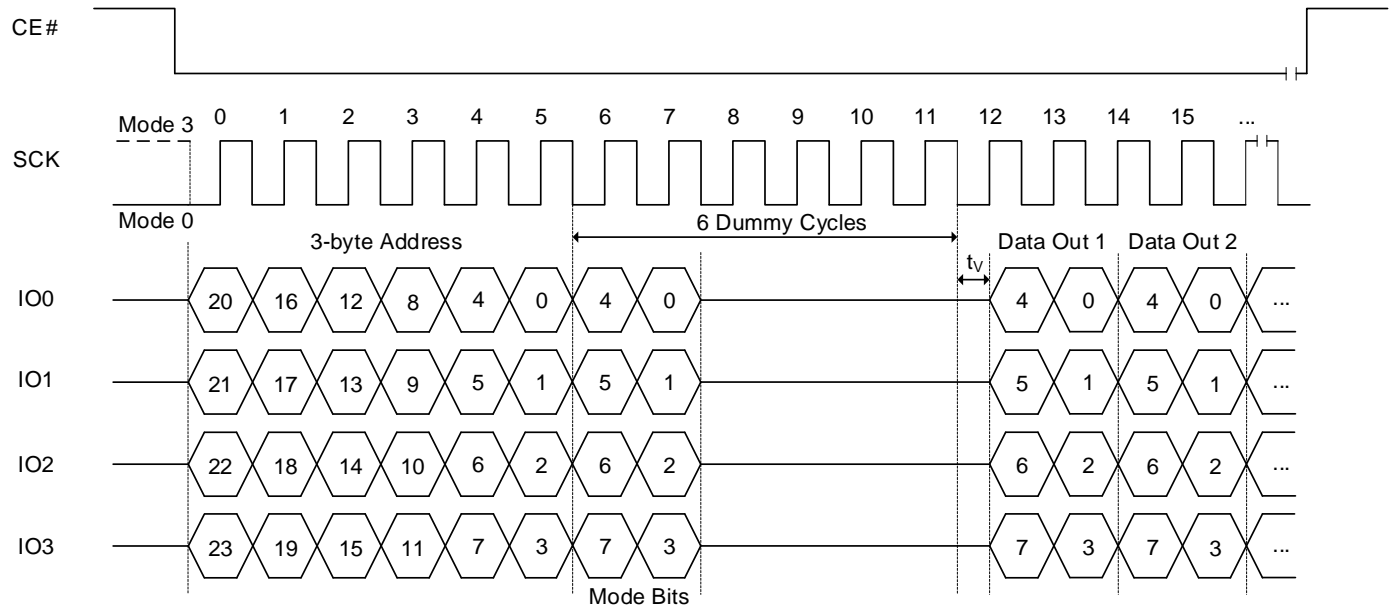 CE#
Mode 3
0 1 2 3 4 5 6 7 8 9 10 11 12 13 14 15 ...
SCK
Mode 0
6 Dummy Cycles
3-byte Address
Data Out 1 Data Out 2
tV
IO0 20 16 12 8 4 0 4 0 4 0 4 0 ...
IO1 21 17 13 9 5 1 5 1 5 1 5 1 ...
IO2 22 18 14 10 6 2 6 2 6 2 6 2 ...
IO3 23 19 15 11 7 3 7 3 7 3 7 3 ...
Mode Bits